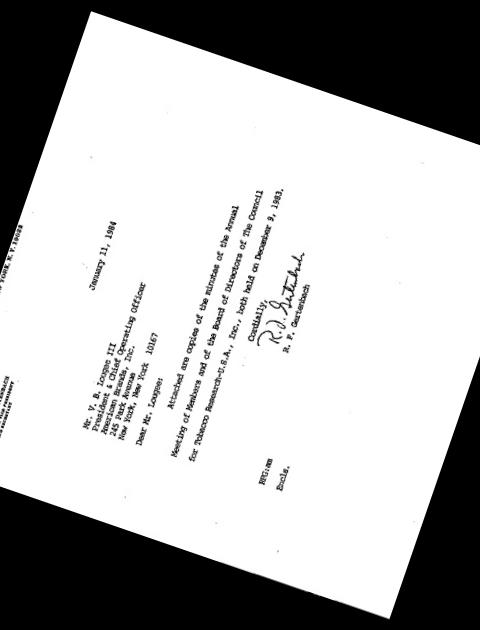 YORK, N.Y. 10022
January 11, 1984
Mr. V. B. Lougee III
President & Chief Operating Officer
American Brands, Inc.
245 Park Avenue
New York, New York 10167
Dear Mr. Lougee:
Attached are copies of the minutes of the Annual
Meeting of Members and of the Board of Directors of The Council
for Tobacco Research-U.S.A., Inc., both held on December 9, 1983.
Cordially,
R. F. Gertenbach
R. F. Gertenbach
RFG:am
Encls.